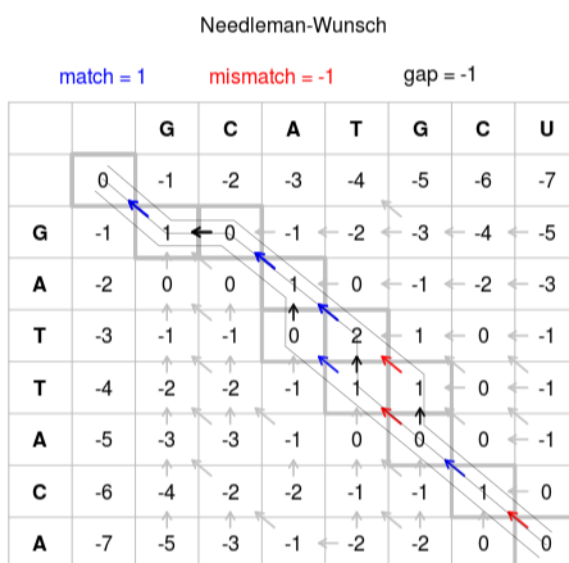 Needleman-Wunsch
match = 1 mismatch = -1 gap = -1
G C A T G C U
0 -1 -2 -3 -4 -5 -6 -7
G -1 1 0 -1 -2 -3 -4 -5
A -2 0 0 1 0 -1 -2 -3
T -3 -1 -1 0 2 1 0 -1
T -4 -2 -2 -1 1 1 0 -1
A -5 -3 -3 -1 0 0 0 -1
C -6 -4 -2 -2 -1 -1 1 0
A -7 -5 -3 -1 -2 -2 0 0